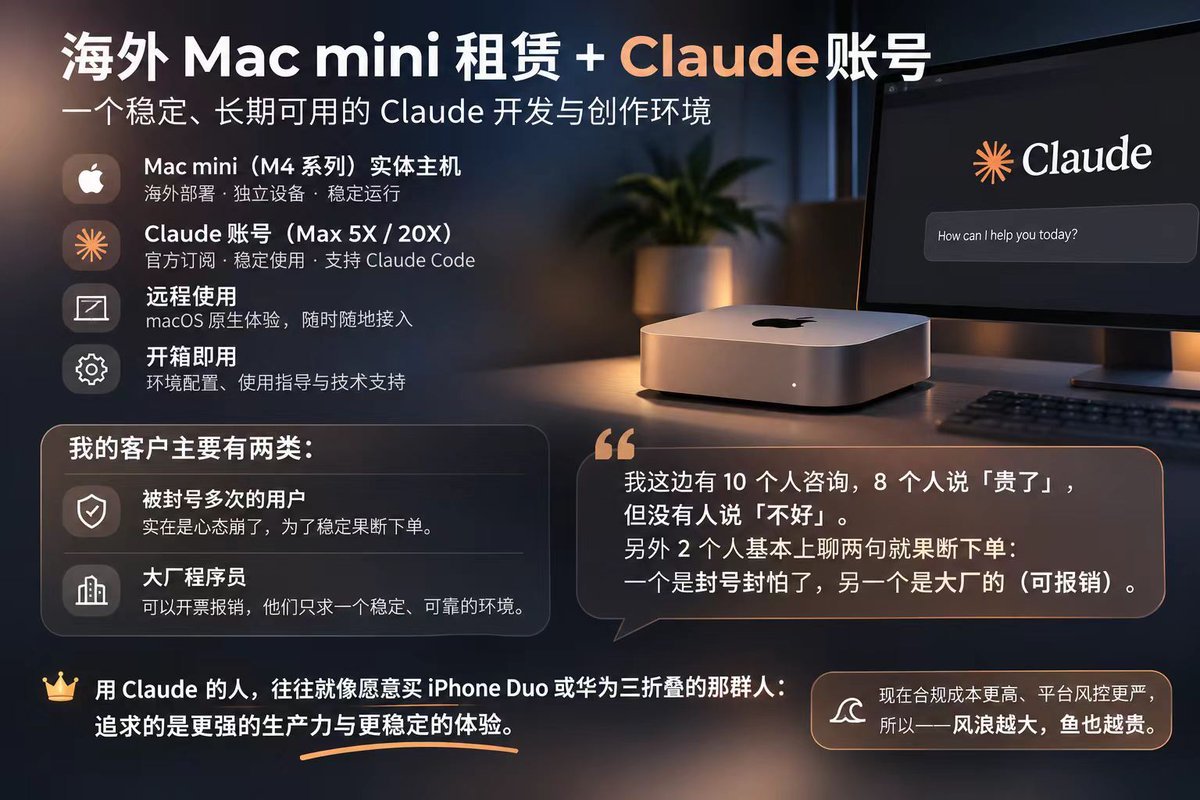 海外 Mac mini 租赁 + Claude账号
一个稳定、长期可用的 Claude 开发与创作环境
Mac mini（M4 系列）实体主机
海外部署 · 独立设备 · 稳定运行
Claude 账号（Max 5X / 20X）
官方订阅 · 稳定使用 · 支持 Claude Code
远程使用
macOS 原生体验，随时随地接入
开箱即用
环境配置、使用指导与技术支持
Claude
How can I help you today?
我的客户主要有两类：
被封号多次的用户
实在是心态崩了，为了稳定果断下单。
大厂程序员
可以开票报销，他们只求一个稳定、可靠的环境。
我这边有 10 个人咨询，8 个人说「贵了」，
但没有人说「不好」。
另外 2 个人基本上聊两句就果断下单：
一个是封号封怕了，另一个是大厂的（可报销）。
用 Claude 的人，往往就像愿意买 iPhone Duo 或华为三折叠的那群人：
追求的是更强的生产力与更稳定的体验。
现在合规成本更高、平台风控更严，
所以——风浪越大，鱼也越贵。